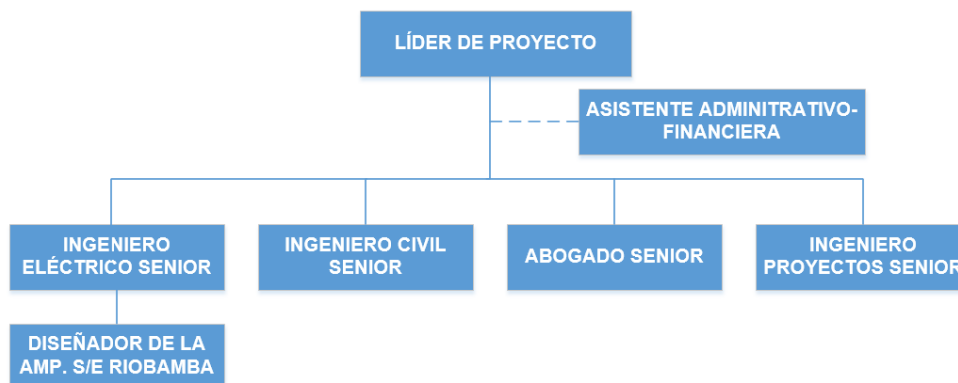 LÍDER DE PROYECTO
ASISTENTE ADMINITRATIVO-
FINANCIERA
INGENIERO
ELÉCTRICO SENIOR
INGENIERO CIVIL
SENIOR
ABOGADO SENIOR
INGENIERO
PROYECTOS SENIOR
DISEÑADOR DE LA
AMP. S/E RIOBAMBA